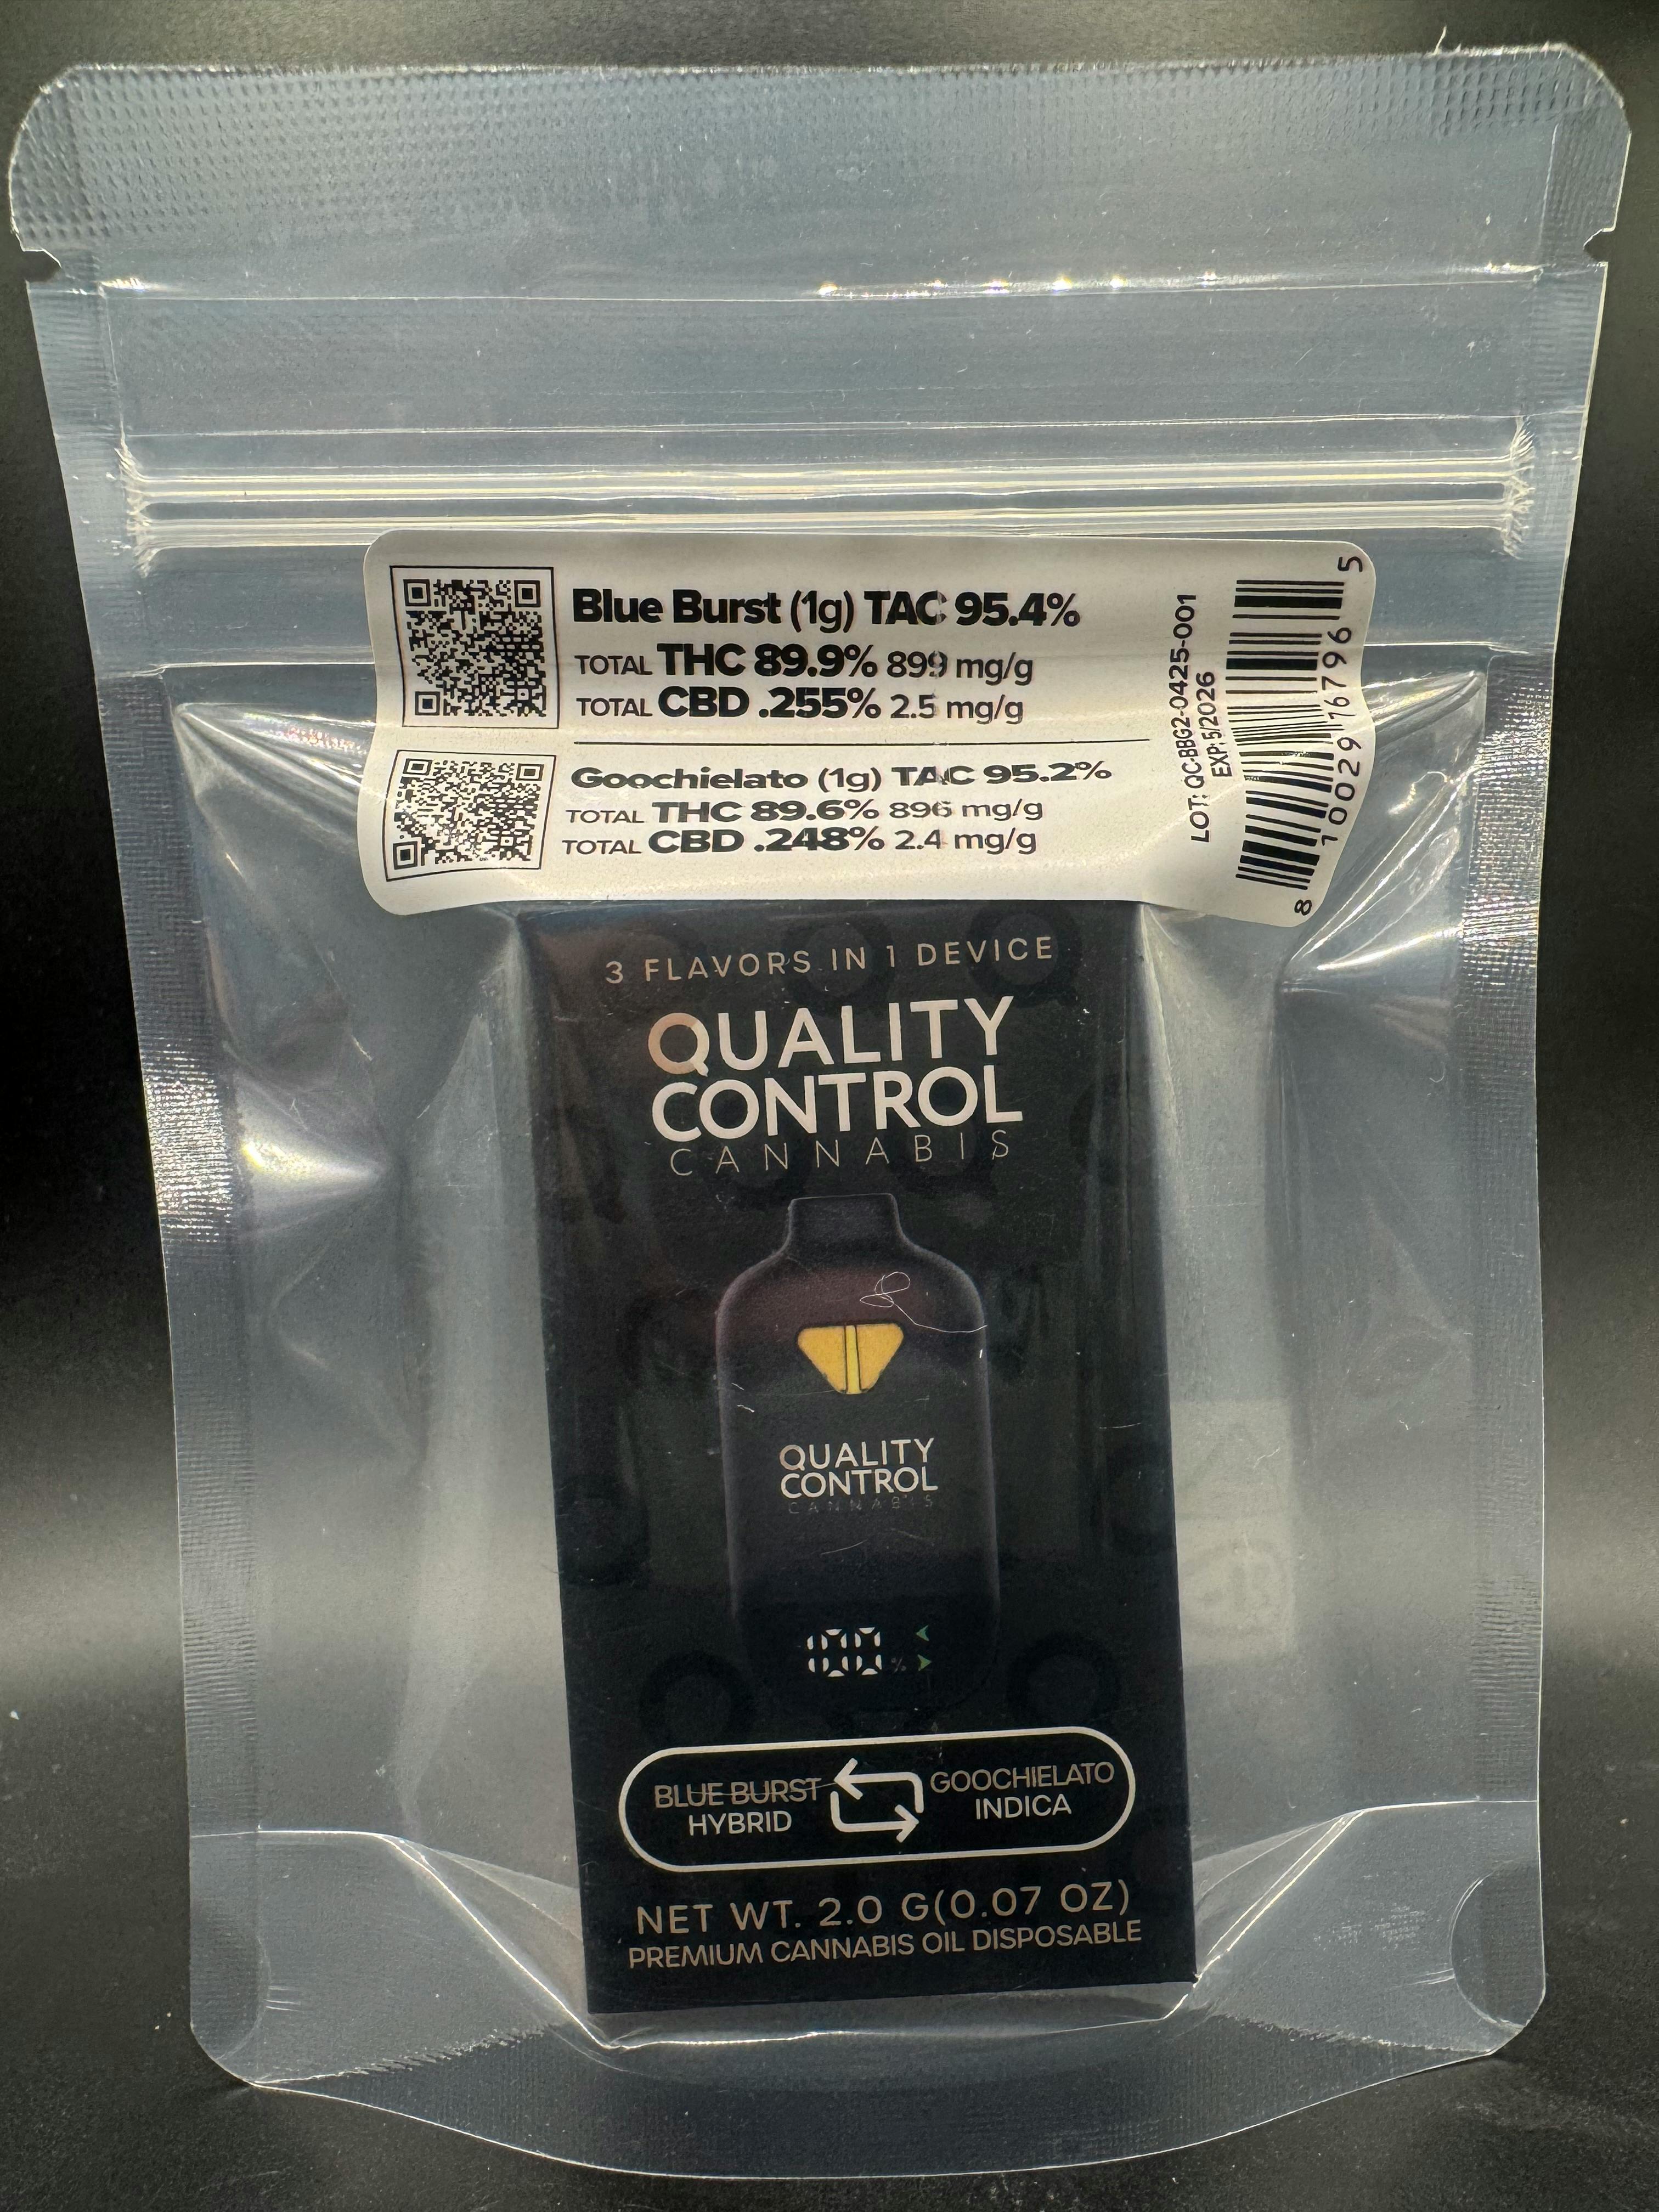 Blue Burst (1g) TAC 95.4%
TOTAL THC 89.9% 899 mg/g
TOTAL CBD .255% 2.5 mg/g
Goochielato (1g) TAC 95.2%
TOTAL THC 89.6% 896 mg/g
TOTAL CBD .248% 2.4 mg/g
LOT: QCBBG2-0425-001
EXP: 5/2026
8 10029 76796 5
3 FLAVORS IN 1 DEVICE
QUALITY
CONTROL
CANNABIS
QUALITY
CONTROL
CANNABIS
100 %
BLUE BURST
HYBRID
GOOCHIELATO
INDICA
NET WT. 2.0 G(0.07 OZ)
PREMIUM CANNABIS OIL DISPOSABLE